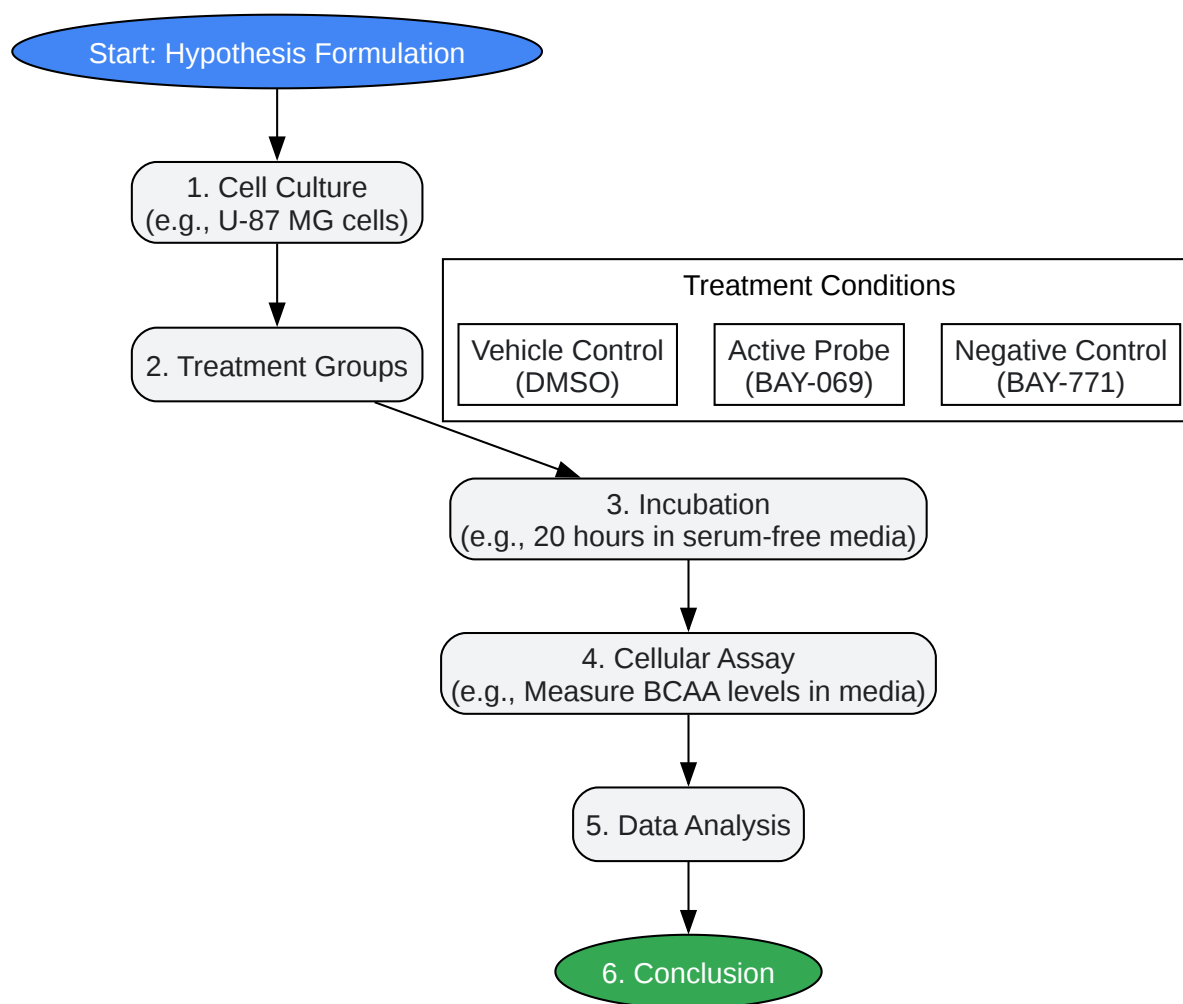 Start: Hypothesis Formulation
1. Cell Culture
(e.g., U-87 MG cells)
2. Treatment Groups
Treatment Conditions
Vehicle Control
(DMSO)
Active Probe
(BAY-069)
Negative Control
(BAY-771)
3. Incubation
(e.g., 20 hours in serum-free media)
4. Cellular Assay
(e.g., Measure BCAA levels in media)
5. Data Analysis
6. Conclusion